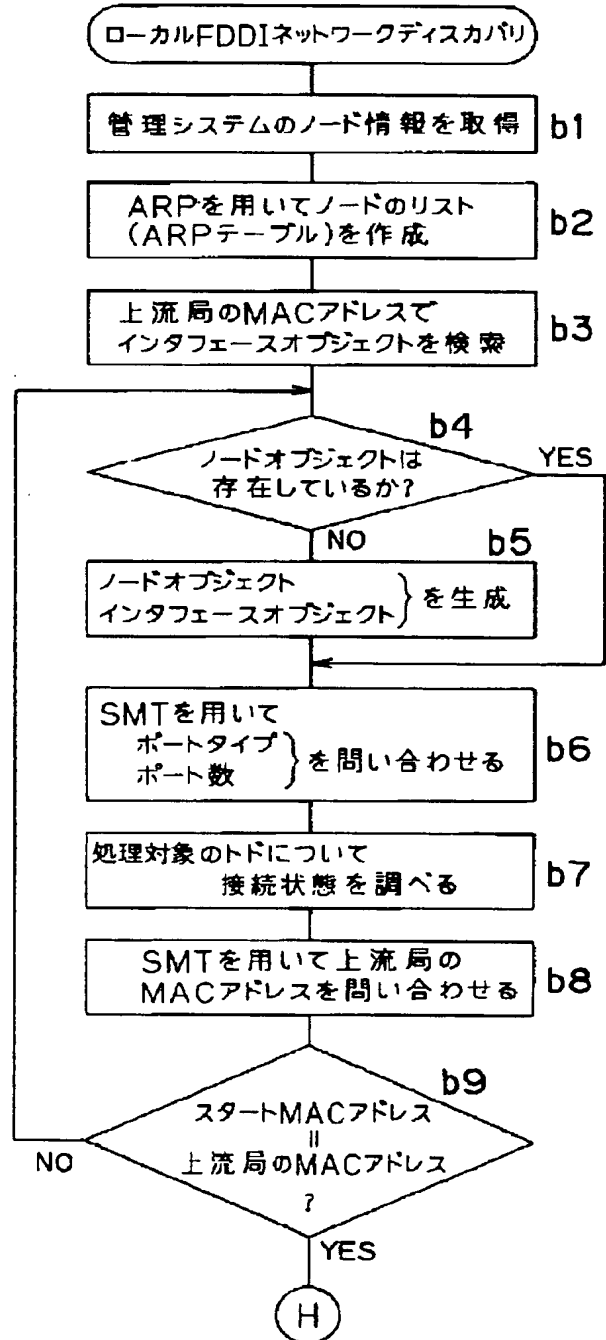 ローカルFDDIネットワークディスカバリ
管理システムのノード情報を取得 b1
ARPを用いてノードのリスト
(ARPテーブル)を作成 b2
上流局のMACアドレスで
インタフェースオブジェクトを検索 b3
b4
ノードオブジェクトは
存在しているか? YES
NO b5
ノードオブジェクト
インタフェースオブジェクト}を生成
SMTを用いて
ポートタイプ
ポート数}を問い合わせる b6
処理対象のトドについて
接続状態を調べる b7
SMTを用いて上流局の
MACアドレスを問い合わせる b8
b9
スタートMACアドレス
=
上流局のMACアドレス
?
NO
YES
H